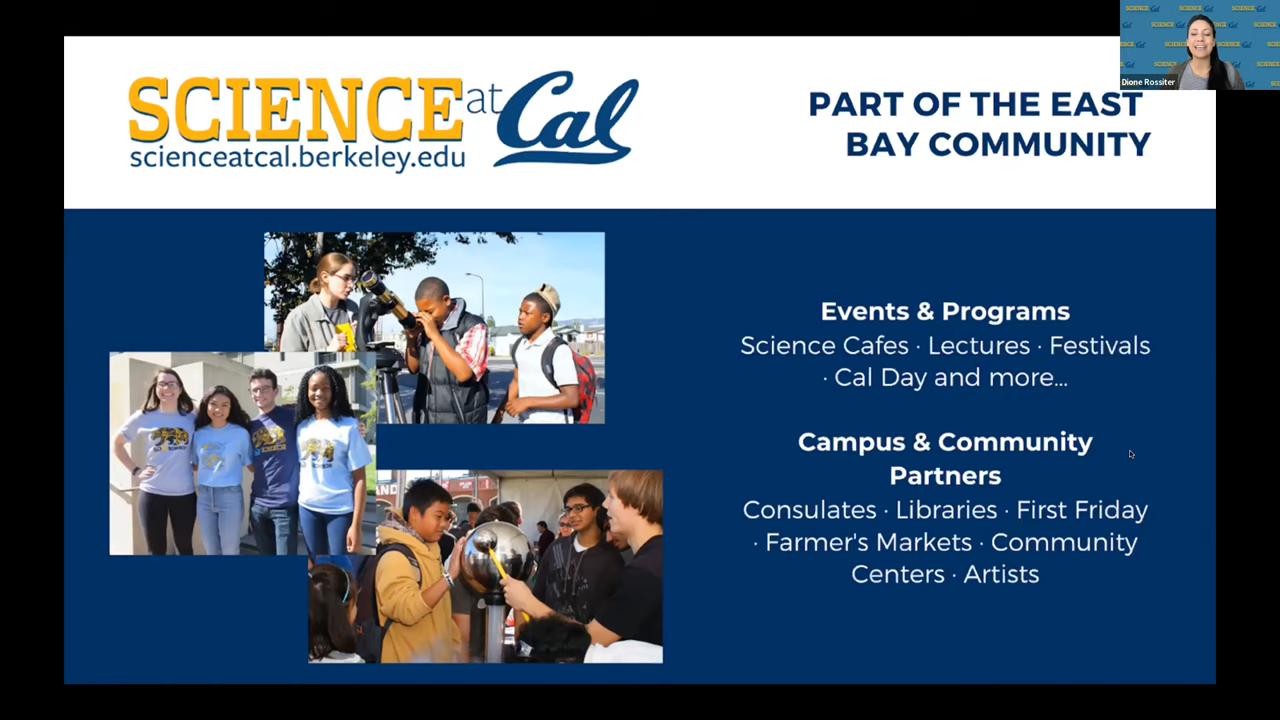 SCIENCE at Cal
scienceatcal.berkeley.edu
PART OF THE EAST
BAY COMMUNITY
Dione Rossiter
Events & Programs
Science Cafes · Lectures · Festivals
· Cal Day and more...
Campus & Community
Partners
Consulates · Libraries · First Friday
· Farmer's Markets · Community
Centers · Artists